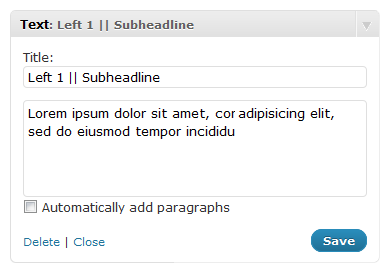 Text: Left 1 || Subheadline
Title:
Left 1 || Subheadline
Lorem ipsum dolor sit amet, cor adipisicing elit,
sed do eiusmod tempor incididu
Automatically add paragraphs
Delete | Close
Save